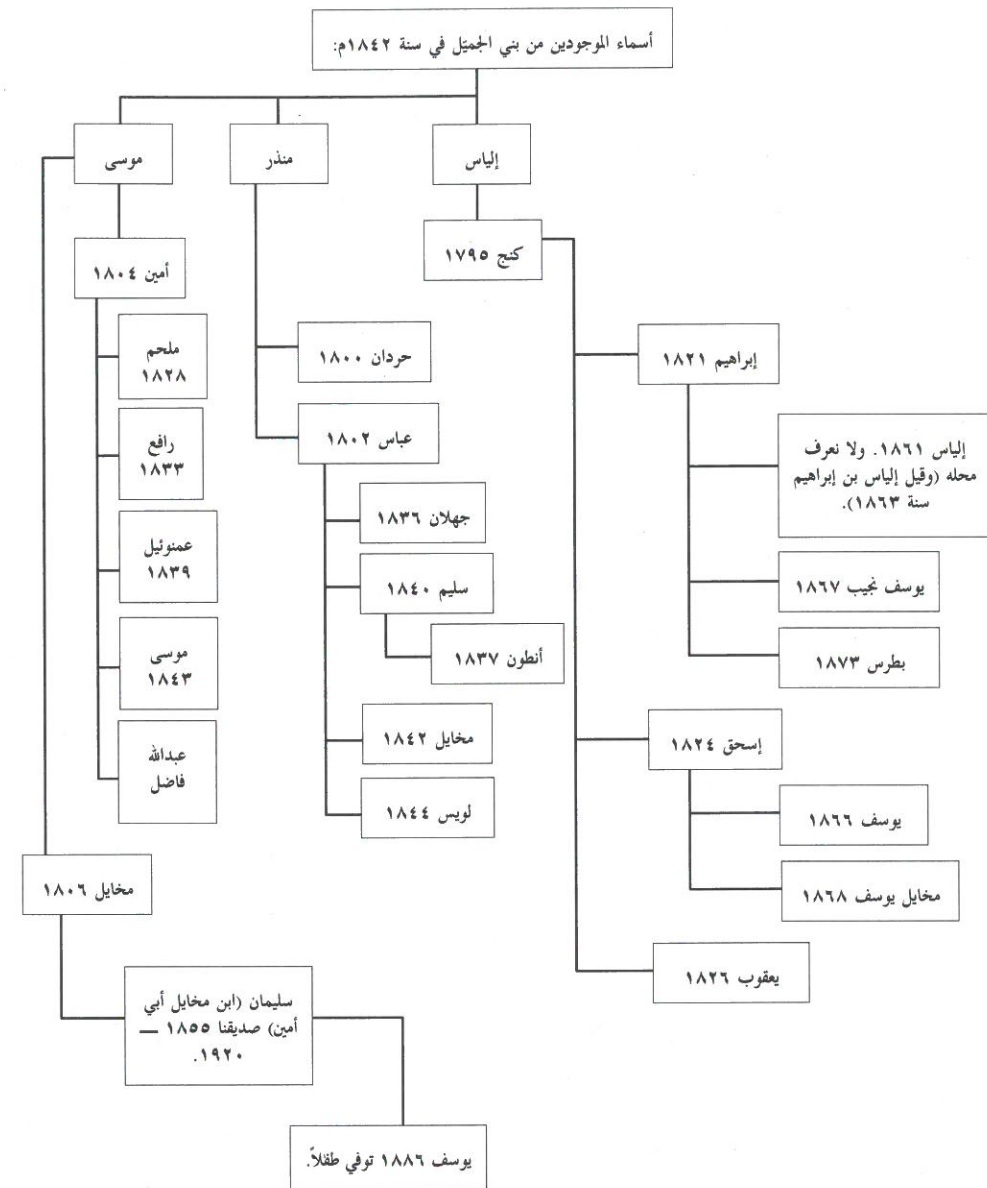 أسماء الموجودين من بني الجميّل في سنة ١٨٤٢م:
إلياس
منذر
موسى
كنج ١٧٩٥
إبراهيم ١٨٢١
إلياس ١٨٦١. ولا نعرف
محله (وقيل إلياس بن إبراهيم
سنة ١٨٦٣).
يوسف نجيب ١٨٦٧
بطرس ١٨٧٣
إسحق ١٨٢٤
يوسف ١٨٦٦
مخايل يوسف ١٨٦٨
يعقوب ١٨٢٦
حردان ١٨٠٠
عباس ١٨٠٢
جهلان ١٨٣٦
سليم ١٨٤٠
أنطون ١٨٣٧
مخايل ١٨٤٢
لويس ١٨٤٤
أمين ١٨٠٤
ملحم
١٨٢٨
رافع
١٨٣٣
عمنوئيل
١٨٣٩
موسى
١٨٤٣
عبدالله
فاضل
مخايل ١٨٠٦
سليمان (ابن مخايل أبي
أمين) صديقنا ١٨٥٥ —
١٩٢٠.
يوسف ١٨٨٦ توفي طفلاً.